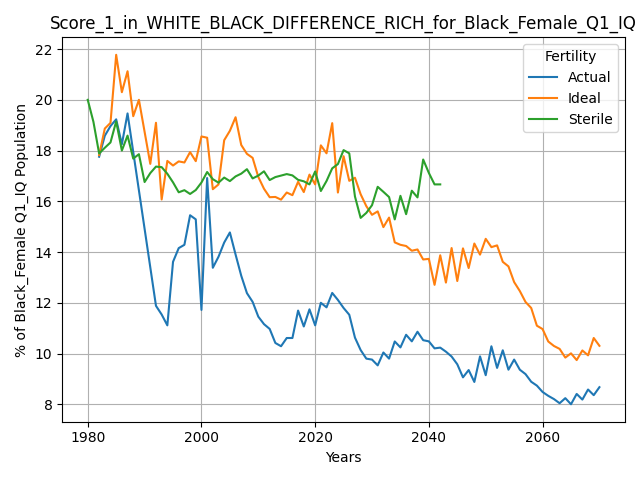 Score_1_in_WHITE_BLACK_DIFFERENCE_RICH_for_Black_Female_Q1_IQ
% of Black_Female Q1_IQ Population
22
20
18
16
14
12
10
8
1980
2000
2020
2040
2060
Years
Fertility
Actual
Ideal
Sterile